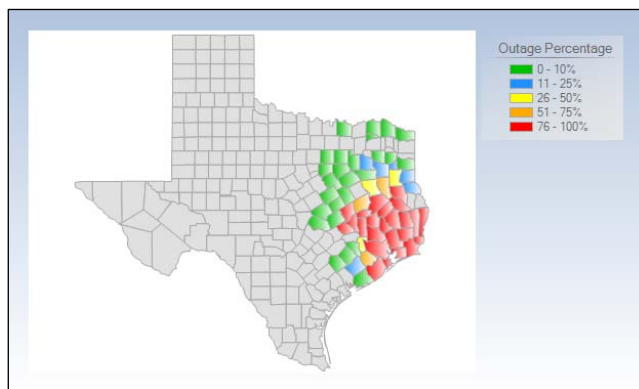 Outage Percentage
0 - 10%
11 - 25%
26 - 50%
51 - 75%
76 - 100%